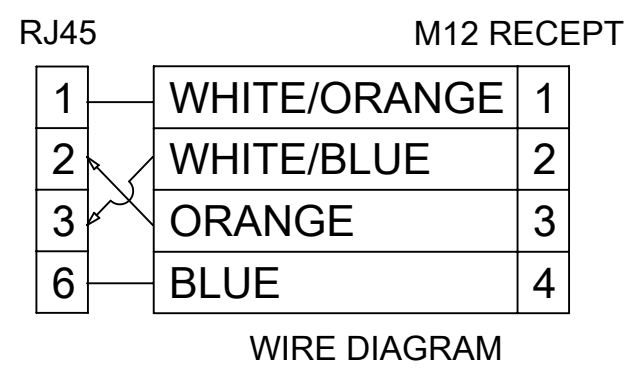 RJ45 M12 RECEPT
1 WHITE/ORANGE 1
2 WHITE/BLUE 2
3 ORANGE 3
6 BLUE 4
WIRE DIAGRAM